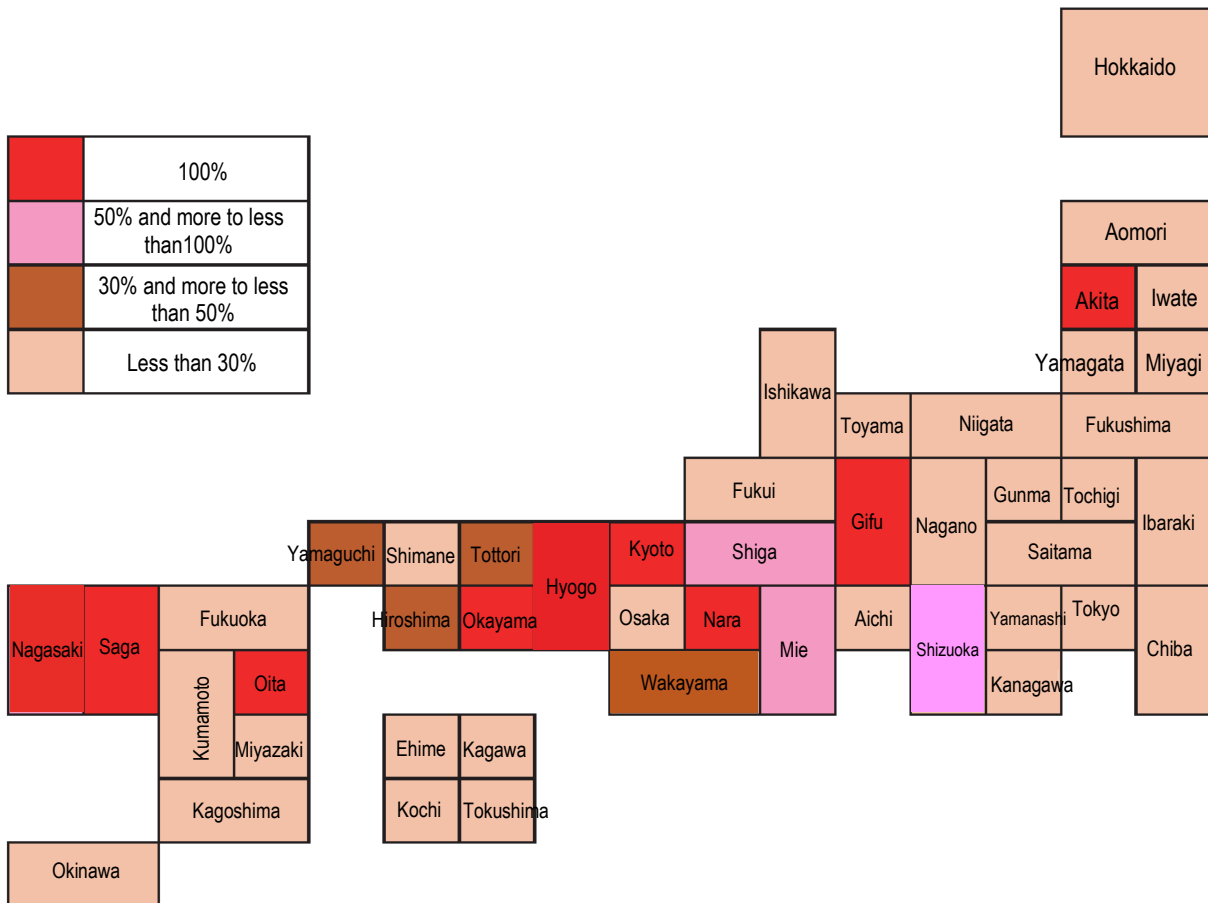 Hokkaido
100%
50% and more to less
than100%
30% and more to less
than 50%
Less than 30%
Aomori
Akita
Iwate
Yamagata
Miyagi
Ishikawa
Toyama
Niigata
Fukushima
Fukui
Gifu
Nagano
Gunma
Tochigi
Ibaraki
Saitama
Yamaguchi
Shimane
Tottori
Hyogo
Kyoto
Shiga
Nagasaki
Saga
Fukuoka
Hiroshima
Okayama
Osaka
Nara
Mie
Aichi
Shizuoka
Yamanashi
Tokyo
Chiba
Kumamoto
Oita
Wakayama
Kanagawa
Miyazaki
Ehime
Kagawa
Kagoshima
Kochi
Tokushima
Okinawa